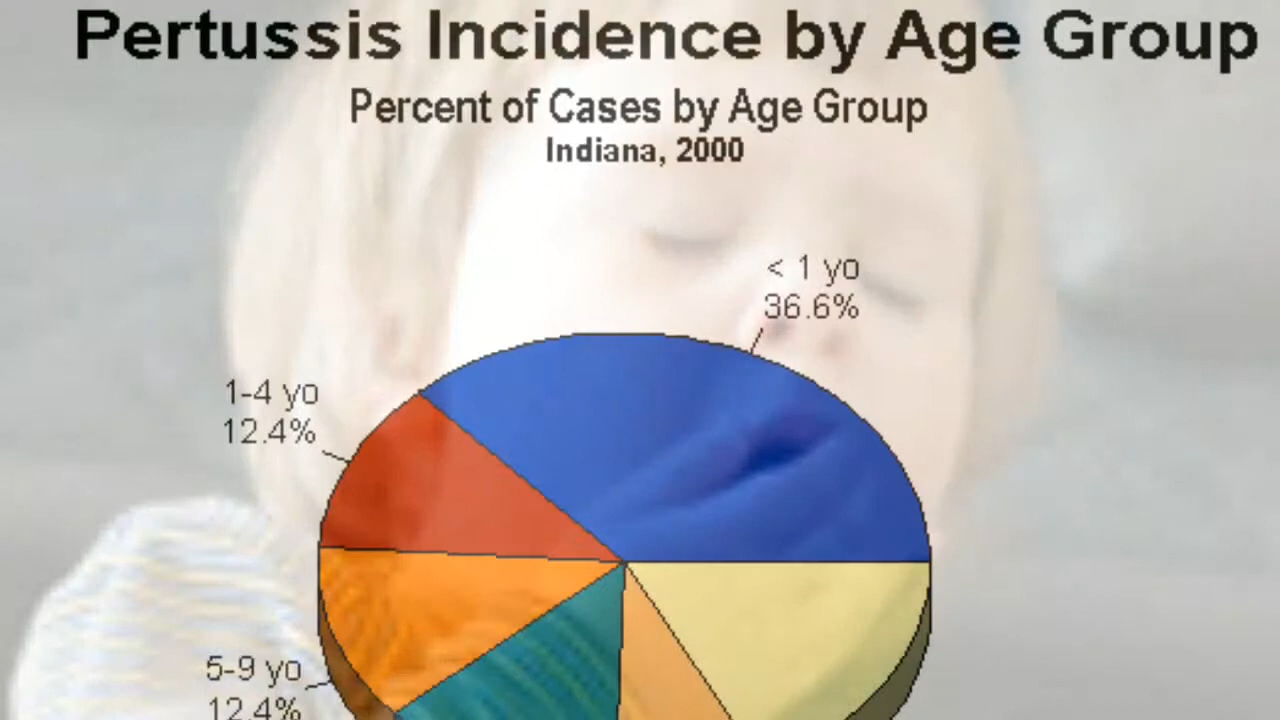 Pertussis Incidence by Age Group
Percent of Cases by Age Group
Indiana, 2000
< 1 yo
36.6%
1-4 yo
12.4%
5-9 yo
12.4%